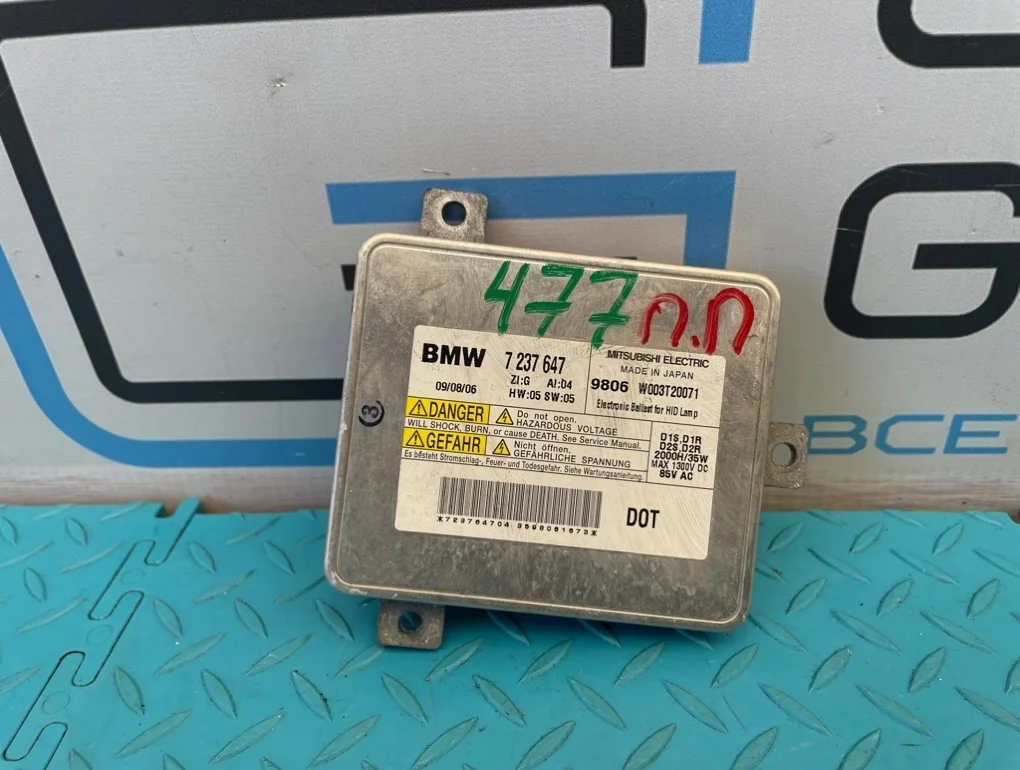 477 п.п
BMW 7 237 647
ZI:G AI:04
09/08/06 HW:05 SW:05
MITSUBISHI ELECTRIC
MADE IN JAPAN
9806 W003T20071
Electronic Ballast for HID Lamp
DANGER Do not open.
HAZARDOUS VOLTAGE
WILL SHOCK, BURN, or cause DEATH. See Service Manual.
GEFAHR Nicht öffnen.
GEFÄHRLICHE SPANNUNG
Es besteht Stromschlag-, Feuer- und Todesgefahr. Siehe Wartungsanleitung.
D1S,D1R
D2S,D2R
2000H/35W
MAX 1300V DC
85V AC
3
DOT
ВСЕ